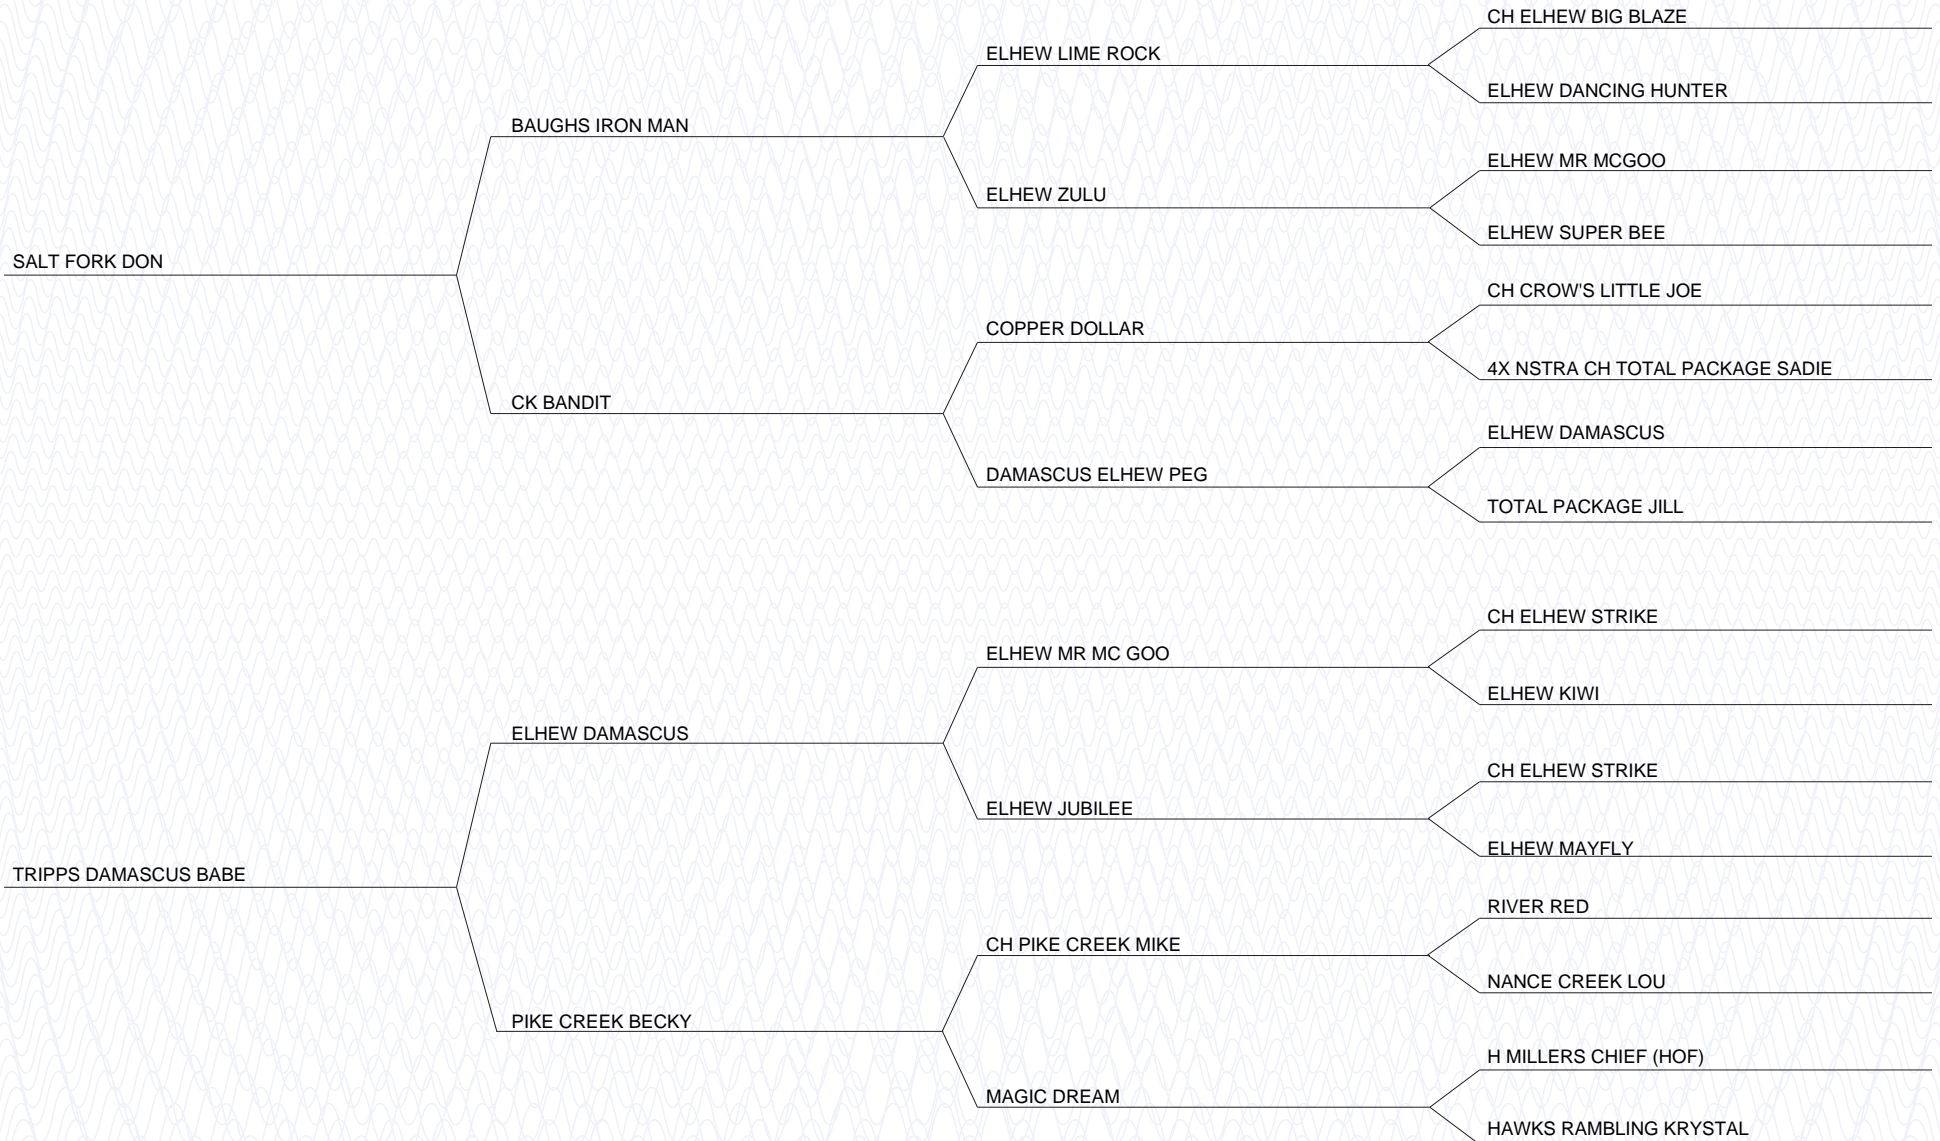 CH ELHEW BIG BLAZE
ELHEW LIME ROCK
ELHEW DANCING HUNTER
BAUGHS IRON MAN
ELHEW MR MCGOO
ELHEW ZULU
ELHEW SUPER BEE
SALT FORK DON
CH CROW'S LITTLE JOE
COPPER DOLLAR
4X NSTRA CH TOTAL PACKAGE SADIE
CK BANDIT
ELHEW DAMASCUS
DAMASCUS ELHEW PEG
TOTAL PACKAGE JILL
CH ELHEW STRIKE
ELHEW MR MC GOO
ELHEW KIWI
ELHEW DAMASCUS
CH ELHEW STRIKE
ELHEW JUBILEE
ELHEW MAYFLY
TRIPPS DAMASCUS BABE
RIVER RED
CH PIKE CREEK MIKE
NANCE CREEK LOU
PIKE CREEK BECKY
H MILLERS CHIEF (HOF)
MAGIC DREAM
HAWKS RAMBLING KRYSTAL